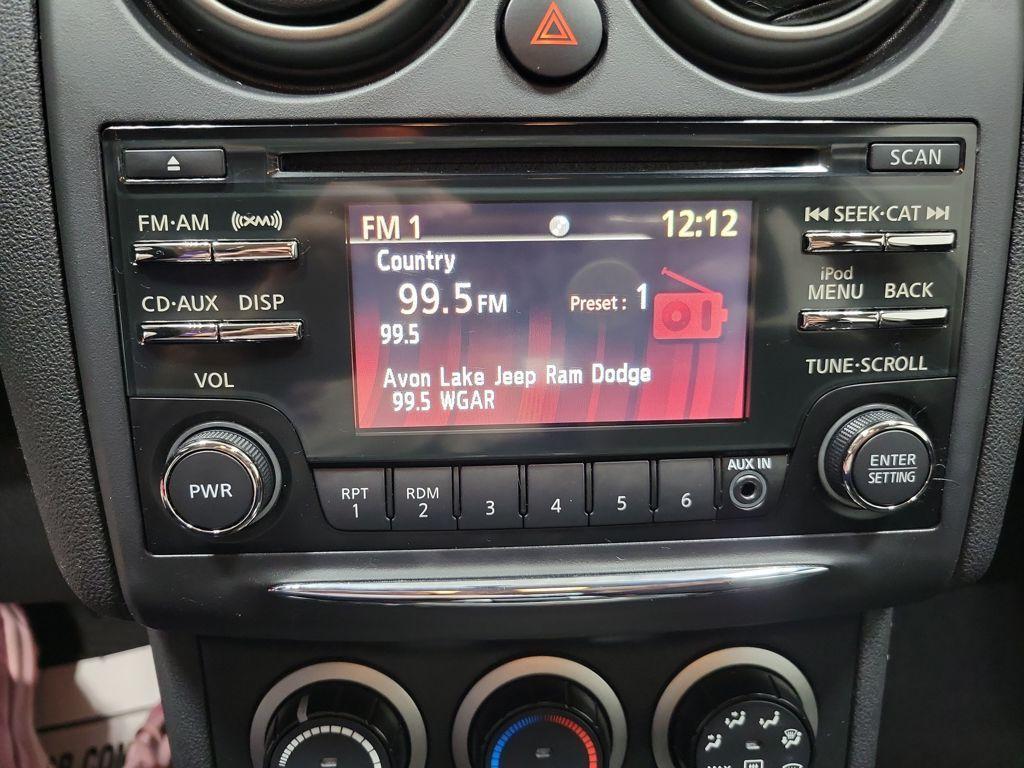 SCAN
FM·AM ((XM))
SEEK·CAT
FM 1 12:12
Country
99.5 FM Preset : 1
99.5
Avon Lake Jeep Ram Dodge
99.5 WGAR
CD·AUX DISP
iPod
MENU BACK
VOL
TUNE·SCROLL
PWR
RPT
1
RDM
2
3
4
5
6
AUX IN
ENTER
SETTING